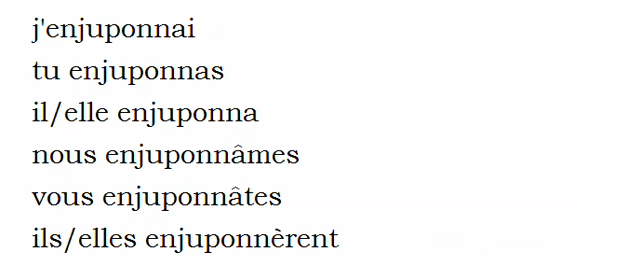 j'enjuponnai
tu enjuponnas
il/elle enjuponna
nous enjuponnâmes
vous enjuponnâtes
ils/elles enjuponnèrent